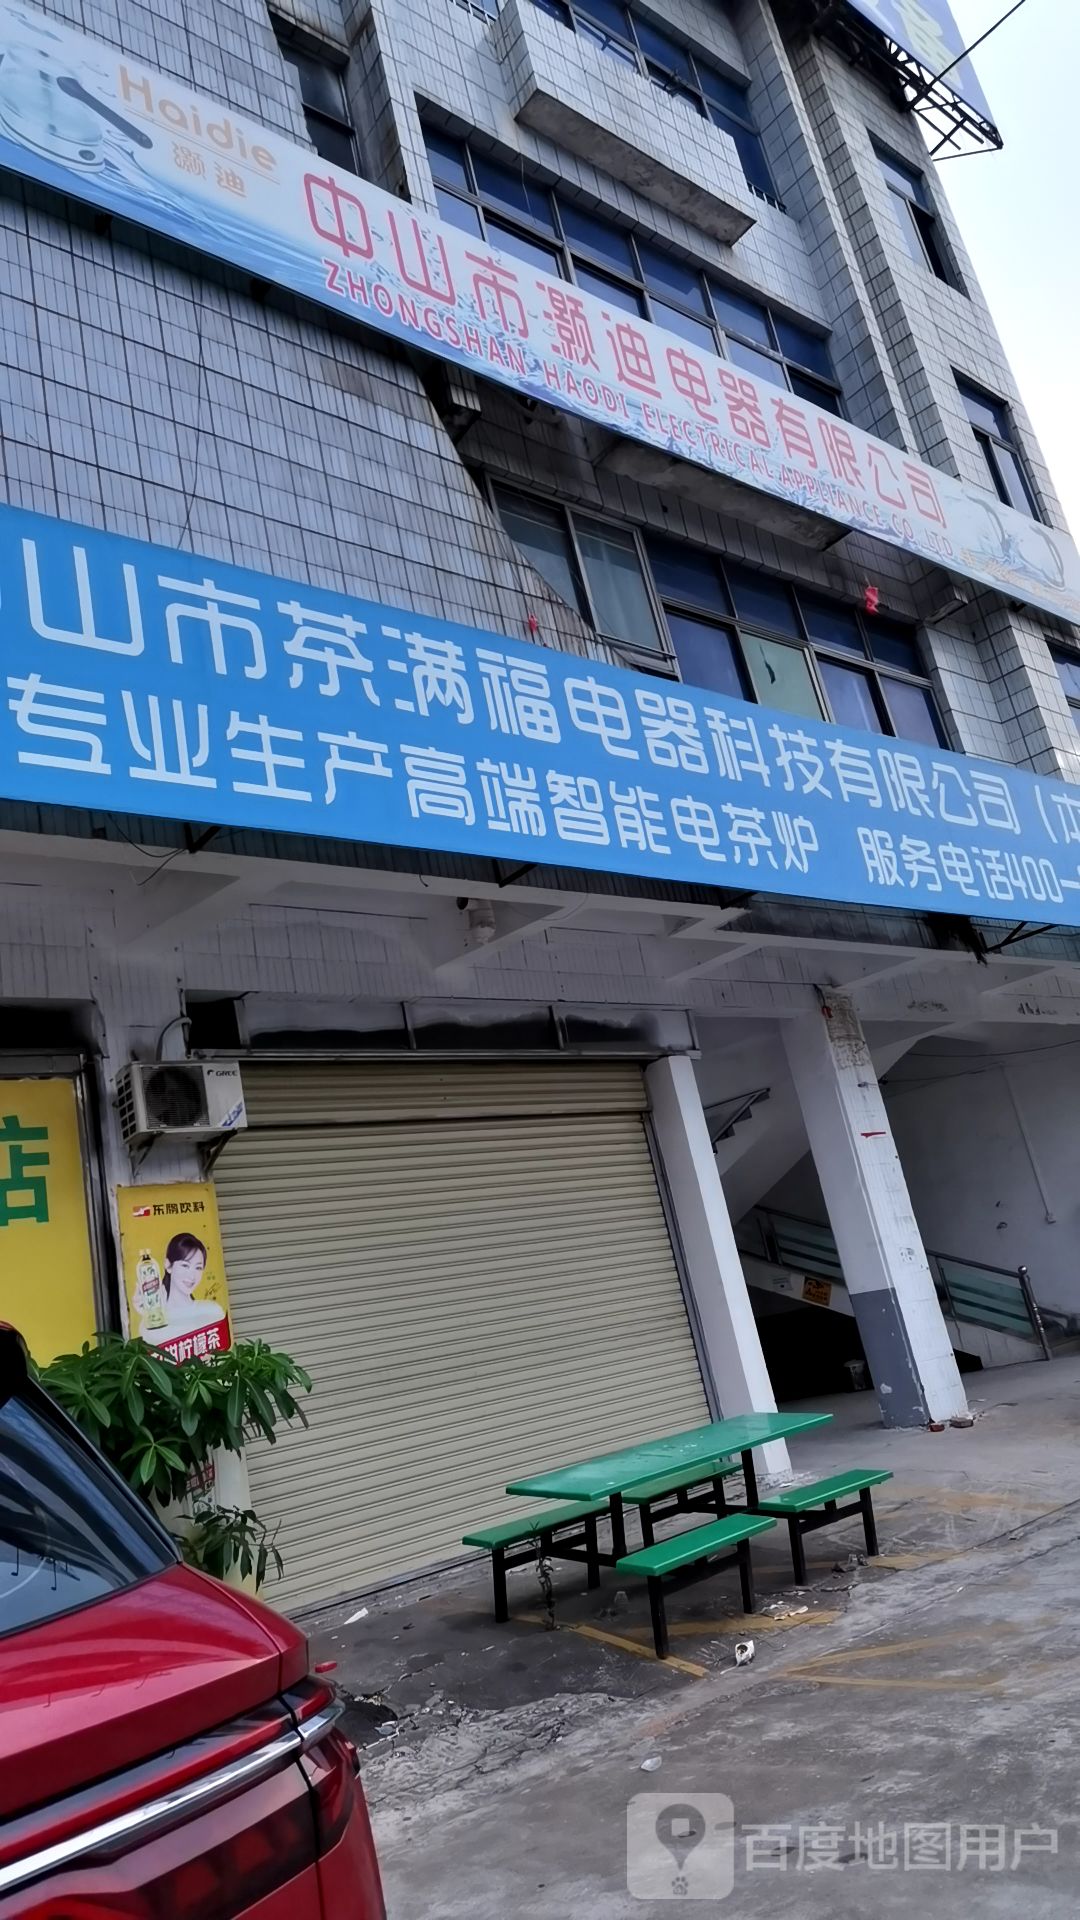 Haidie
灏迪
中山市灏迪电器有限公司
ZHONGSHAN HAODI ELECTRICAL APPLIANCE CO.,LTD
山市茶满福电器科技有限公司（本
专业生产高端智能电茶炉 服务电话400-
GREE
站
东鹏饮料
柠檬茶
百度地图用户